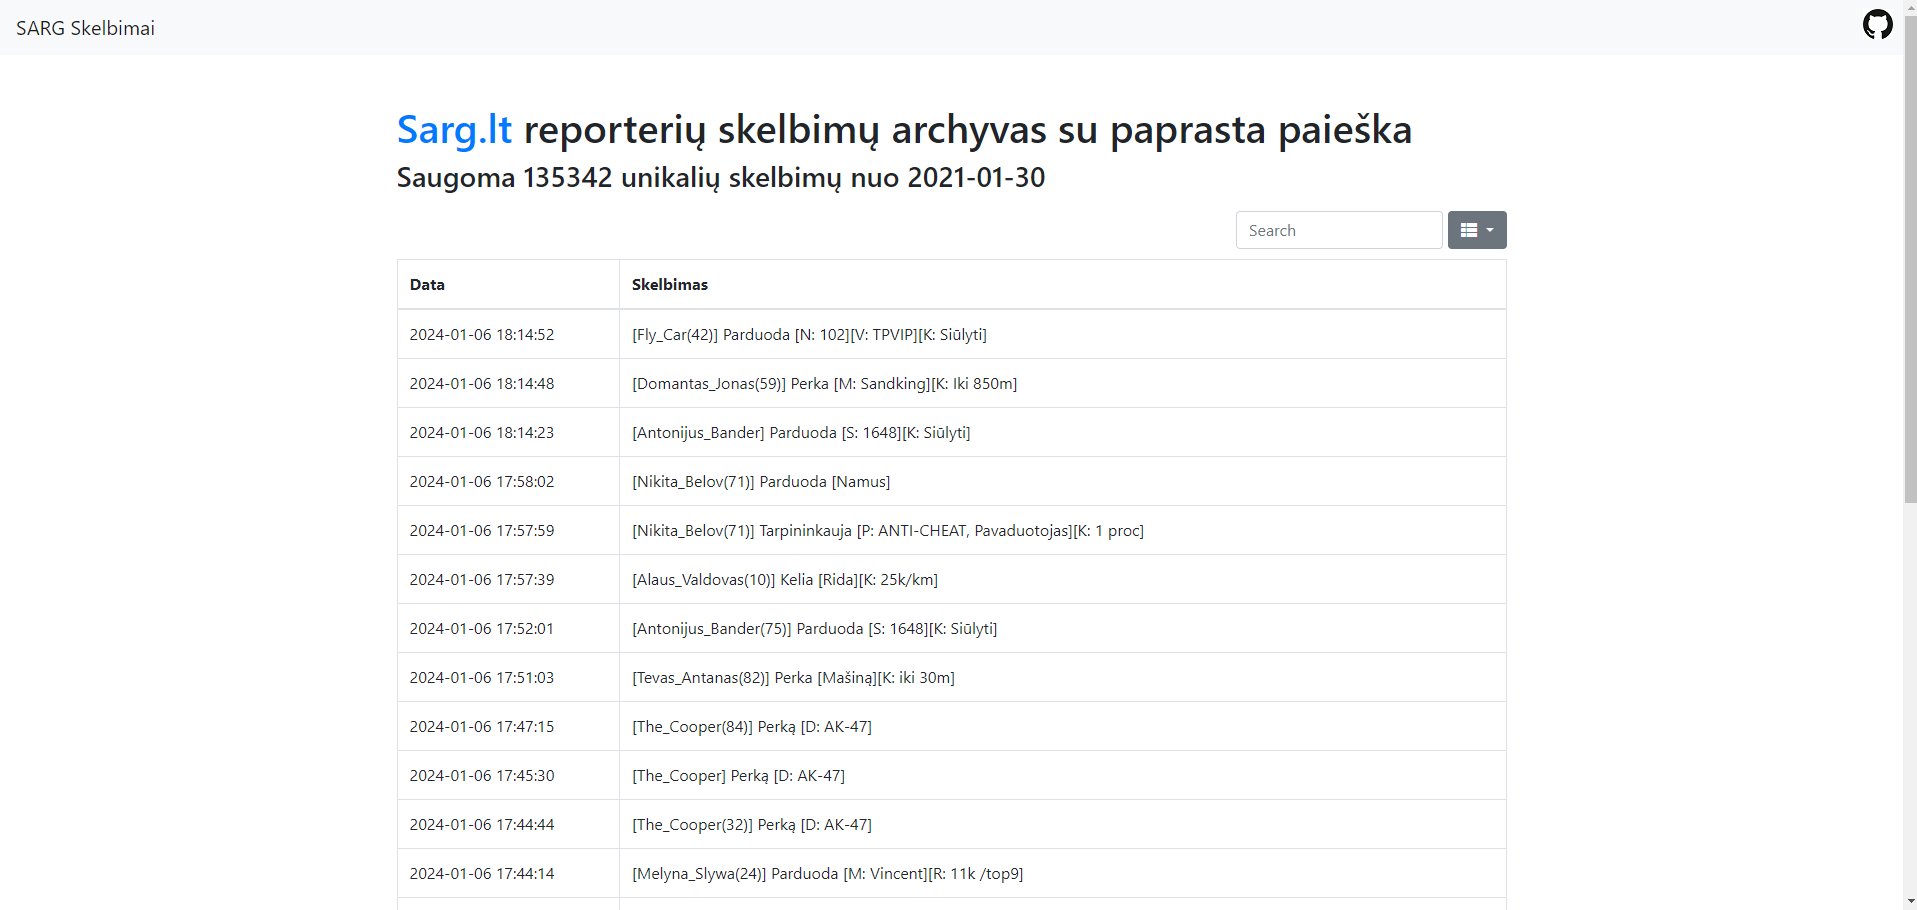 SARG Skelbimai
Sarg.lt reporterių skelbimų archyvas su paprasta paieška
Saugoma 135342 unikalių skelbimų nuo 2021-01-30
Search
Data Skelbimas
2024-01-06 18:14:52 [Fly_Car(42)] Parduoda [N: 102][V: TPVIP][K: Siūlyti]
2024-01-06 18:14:48 [Domantas_Jonas(59)] Perka [M: Sandking][K: Iki 850m]
2024-01-06 18:14:23 [Antonijus_Bander] Parduoda [S: 1648][K: Siūlyti]
2024-01-06 17:58:02 [Nikita_Belov(71)] Parduoda [Namus]
2024-01-06 17:57:59 [Nikita_Belov(71)] Tarpininkauja [P: ANTI-CHEAT, Pavaduotojas][K: 1 proc]
2024-01-06 17:57:39 [Alaus_Valdovas(10)] Kelia [Rida][K: 25k/km]
2024-01-06 17:52:01 [Antonijus_Bander(75)] Parduoda [S: 1648][K: Siūlyti]
2024-01-06 17:51:03 [Tevas_Antanas(82)] Perka [Mašiną][K: iki 30m]
2024-01-06 17:47:15 [The_Cooper(84)] Perką [D: AK-47]
2024-01-06 17:45:30 [The_Cooper] Perką [D: AK-47]
2024-01-06 17:44:44 [The_Cooper(32)] Perką [D: AK-47]
2024-01-06 17:44:14 [Melyna_Slywa(24)] Parduoda [M: Vincent][R: 11k /top9]